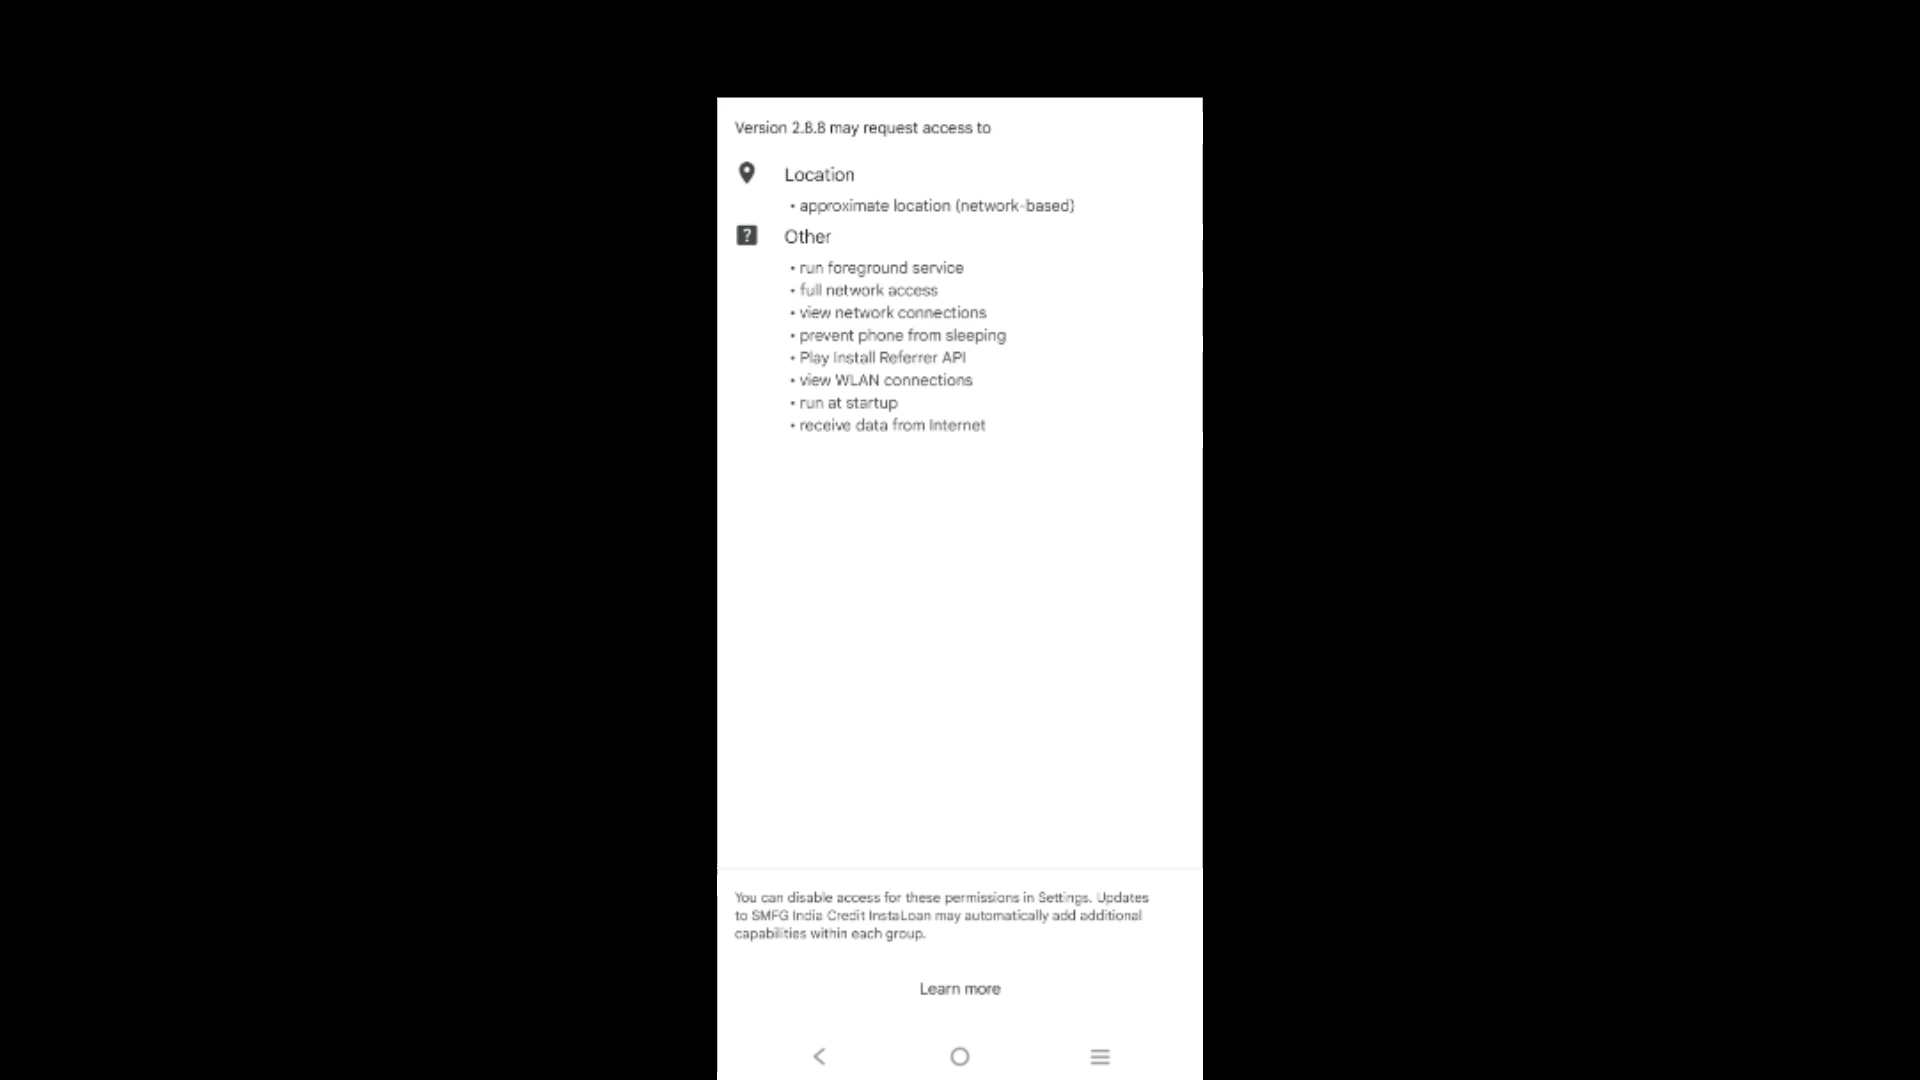 Version 2.8.8 may request access to
Location
• approximate location (network-based)
? Other
• run foreground service
• full network access
• view network connections
• prevent phone from sleeping
• Play Install Referrer API
• view WLAN connections
• run at startup
• receive data from Internet
You can disable access for these permissions in Settings. Updates
to SMFG India Credit InstaLoan may automatically add additional
capabilities within each group.
Learn more